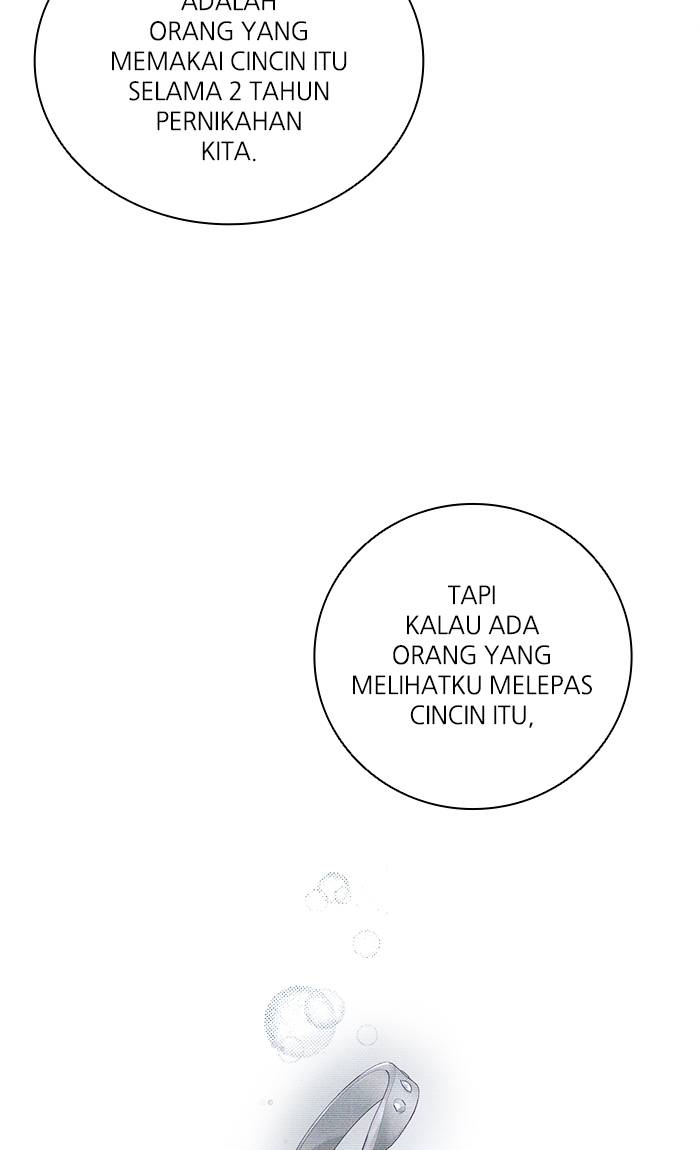 ADALAH
ORANG YANG
MEMAKAI CINCIN ITU
SELAMA 2 TAHUN
PERNIKAHAN
KITA.
TAPI
KALAU ADA
ORANG YANG
MELIHATKU MELEPAS
CINCIN ITU,